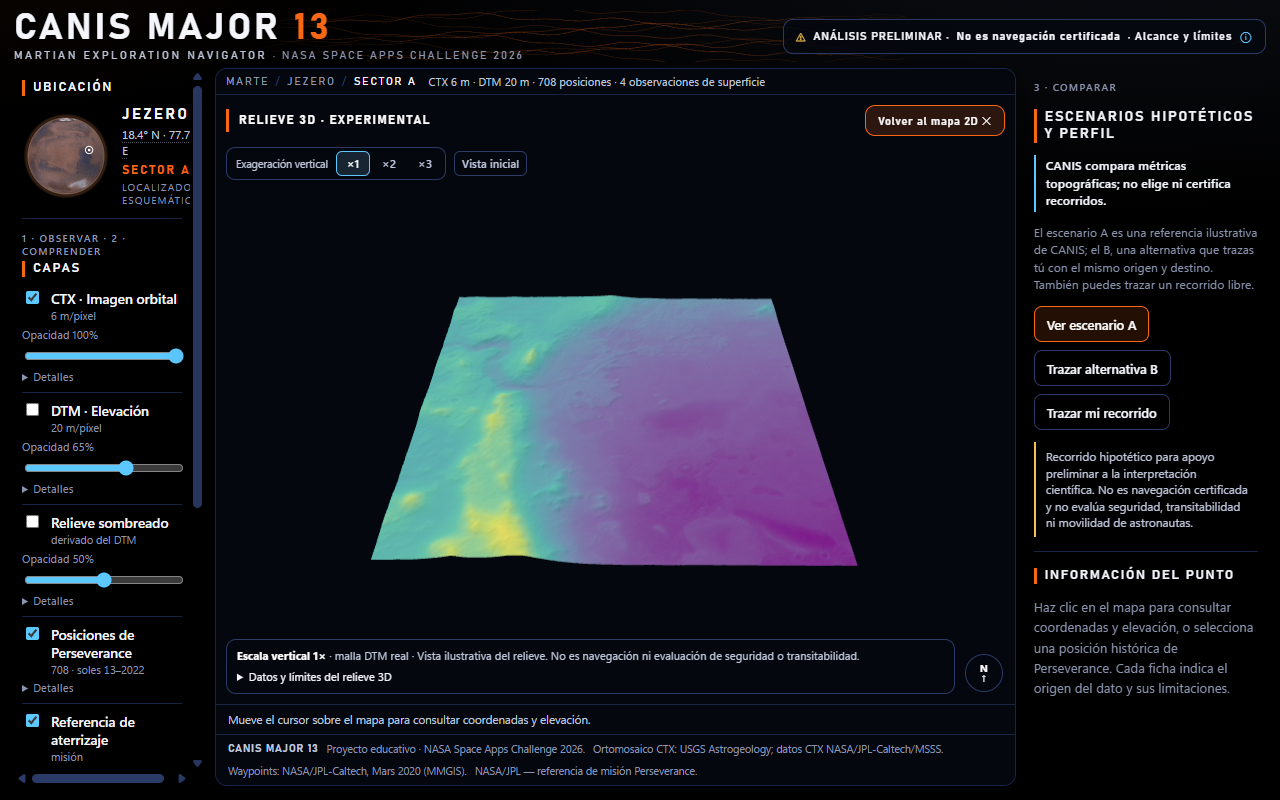 CANIS MAJOR 13
MARTIAN EXPLORATION NAVIGATOR · NASA SPACE APPS CHALLENGE 2026
ANÁLISIS PRELIMINAR · No es navegación certificada · Alcance y límites
UBICACIÓN
JEZERO
18.4° N · 77.7
E
SECTOR A
LOCALIZADO
ESQUEMÁTIC
1 · OBSERVAR · 2 ·
COMPRENDER
CAPAS
CTX · Imagen orbital
6 m/píxel
Opacidad 100%
Detalles
DTM · Elevación
20 m/píxel
Opacidad 65%
Detalles
Relieve sombreado
derivado del DTM
Opacidad 50%
Detalles
Posiciones de
Perseverance
708 · soles 13–2022
Detalles
Referencia de
aterrizaje
misión
MARTE / JEZERO / SECTOR A CTX 6 m · DTM 20 m · 708 posiciones · 4 observaciones de superficie
RELIEVE 3D · EXPERIMENTAL
Volver al mapa 2D ✕
Exageración vertical ×1 ×2 ×3 Vista inicial
Escala vertical 1× · malla DTM real · Vista ilustrativa del relieve. No es navegación ni evaluación de seguridad o transitabilidad.
Datos y límites del relieve 3D
N
↑
Mueve el cursor sobre el mapa para consultar coordenadas y elevación.
CANIS MAJOR 13 Proyecto educativo · NASA Space Apps Challenge 2026. Ortomosaico CTX: USGS Astrogeology; datos CTX NASA/JPL-Caltech/MSSS.
Waypoints: NASA/JPL-Caltech, Mars 2020 (MMGIS). NASA/JPL — referencia de misión Perseverance.
3 · COMPARAR
ESCENARIOS HIPOTÉTICOS
Y PERFIL
CANIS compara métricas
topográficas; no elige ni certifica
recorridos.
El escenario A es una referencia ilustrativa
de CANIS; el B, una alternativa que trazas
tú con el mismo origen y destino.
También puedes trazar un recorrido libre.
Ver escenario A
Trazar alternativa B
Trazar mi recorrido
Recorrido hipotético para apoyo
preliminar a la interpretación
científica. No es navegación certificada
y no evalúa seguridad, transitabilidad
ni movilidad de astronautas.
INFORMACIÓN DEL PUNTO
Haz clic en el mapa para consultar
coordenadas y elevación, o selecciona
una posición histórica de
Perseverance. Cada ficha indica el
origen del dato y sus limitaciones.